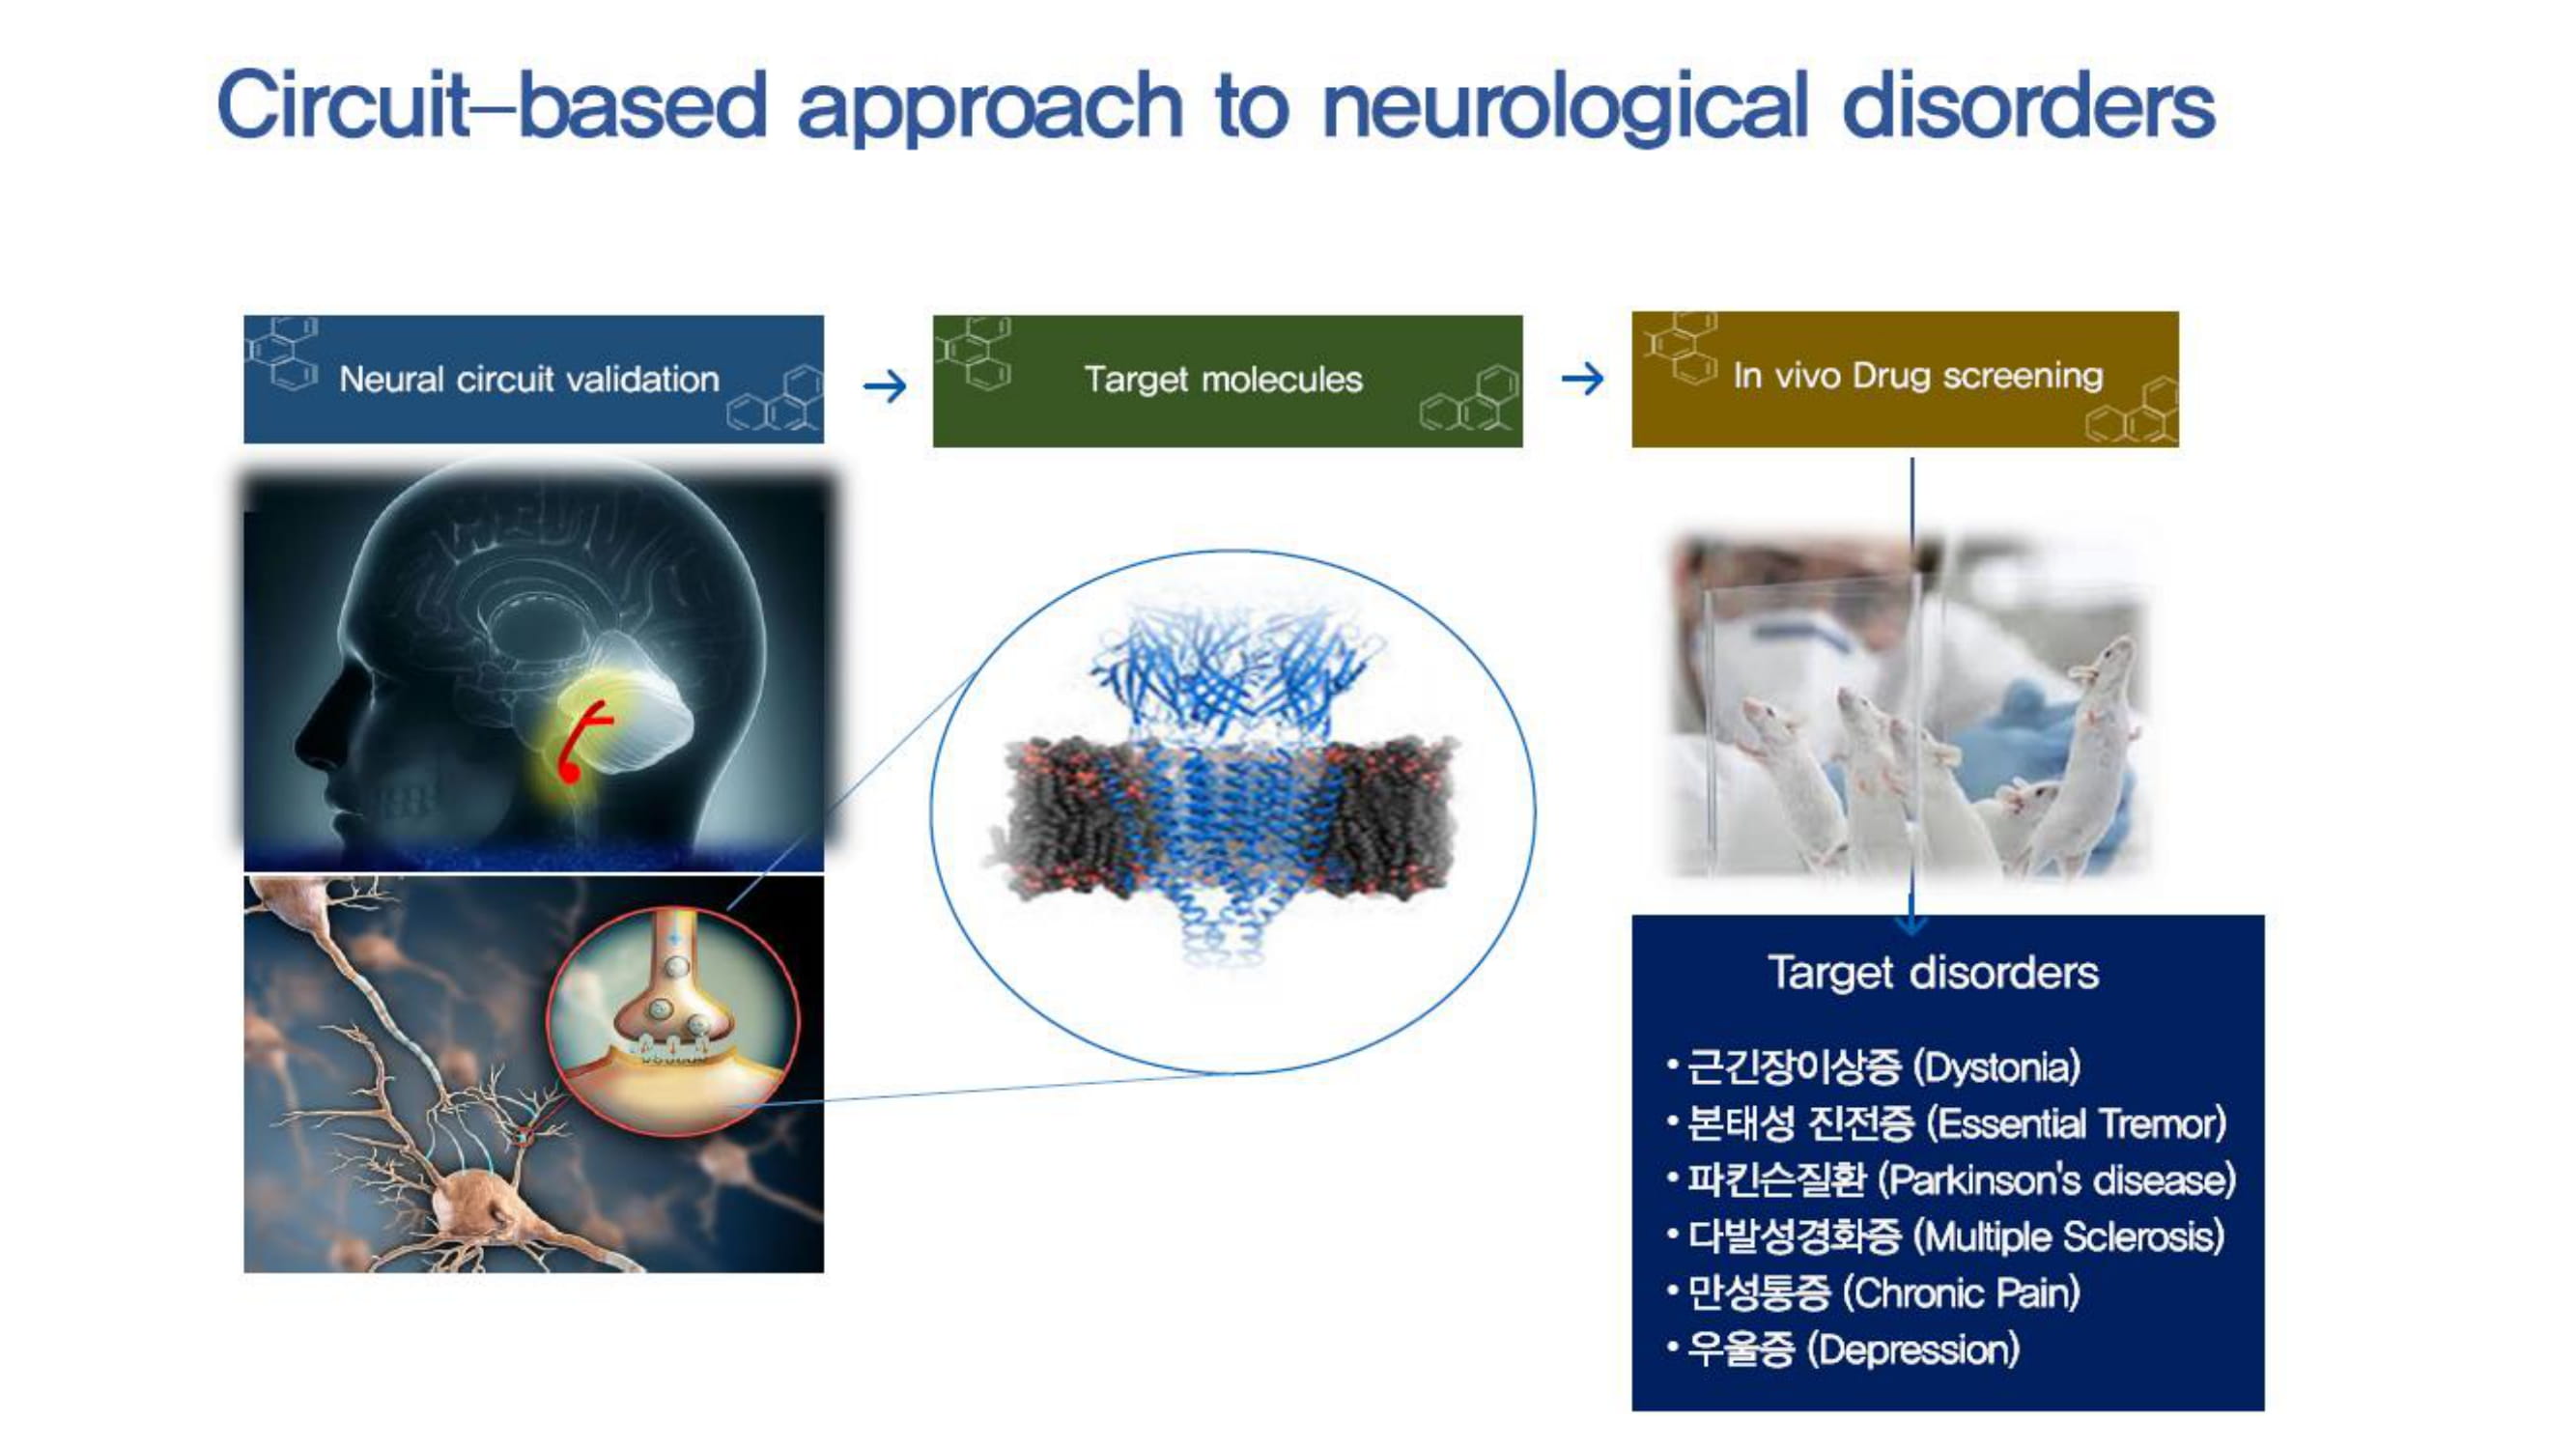 Circuit–based approach to neurological disorders
Neural circuit validation
Target molecules
In vivo Drug screening
Target disorders
• 근긴장이상증 (Dystonia)
• 본태성 진전증 (Essential Tremor)
• 파킨슨질환 (Parkinson's disease)
• 다발성경화증 (Multiple Sclerosis)
• 만성통증 (Chronic Pain)
• 우울증 (Depression)